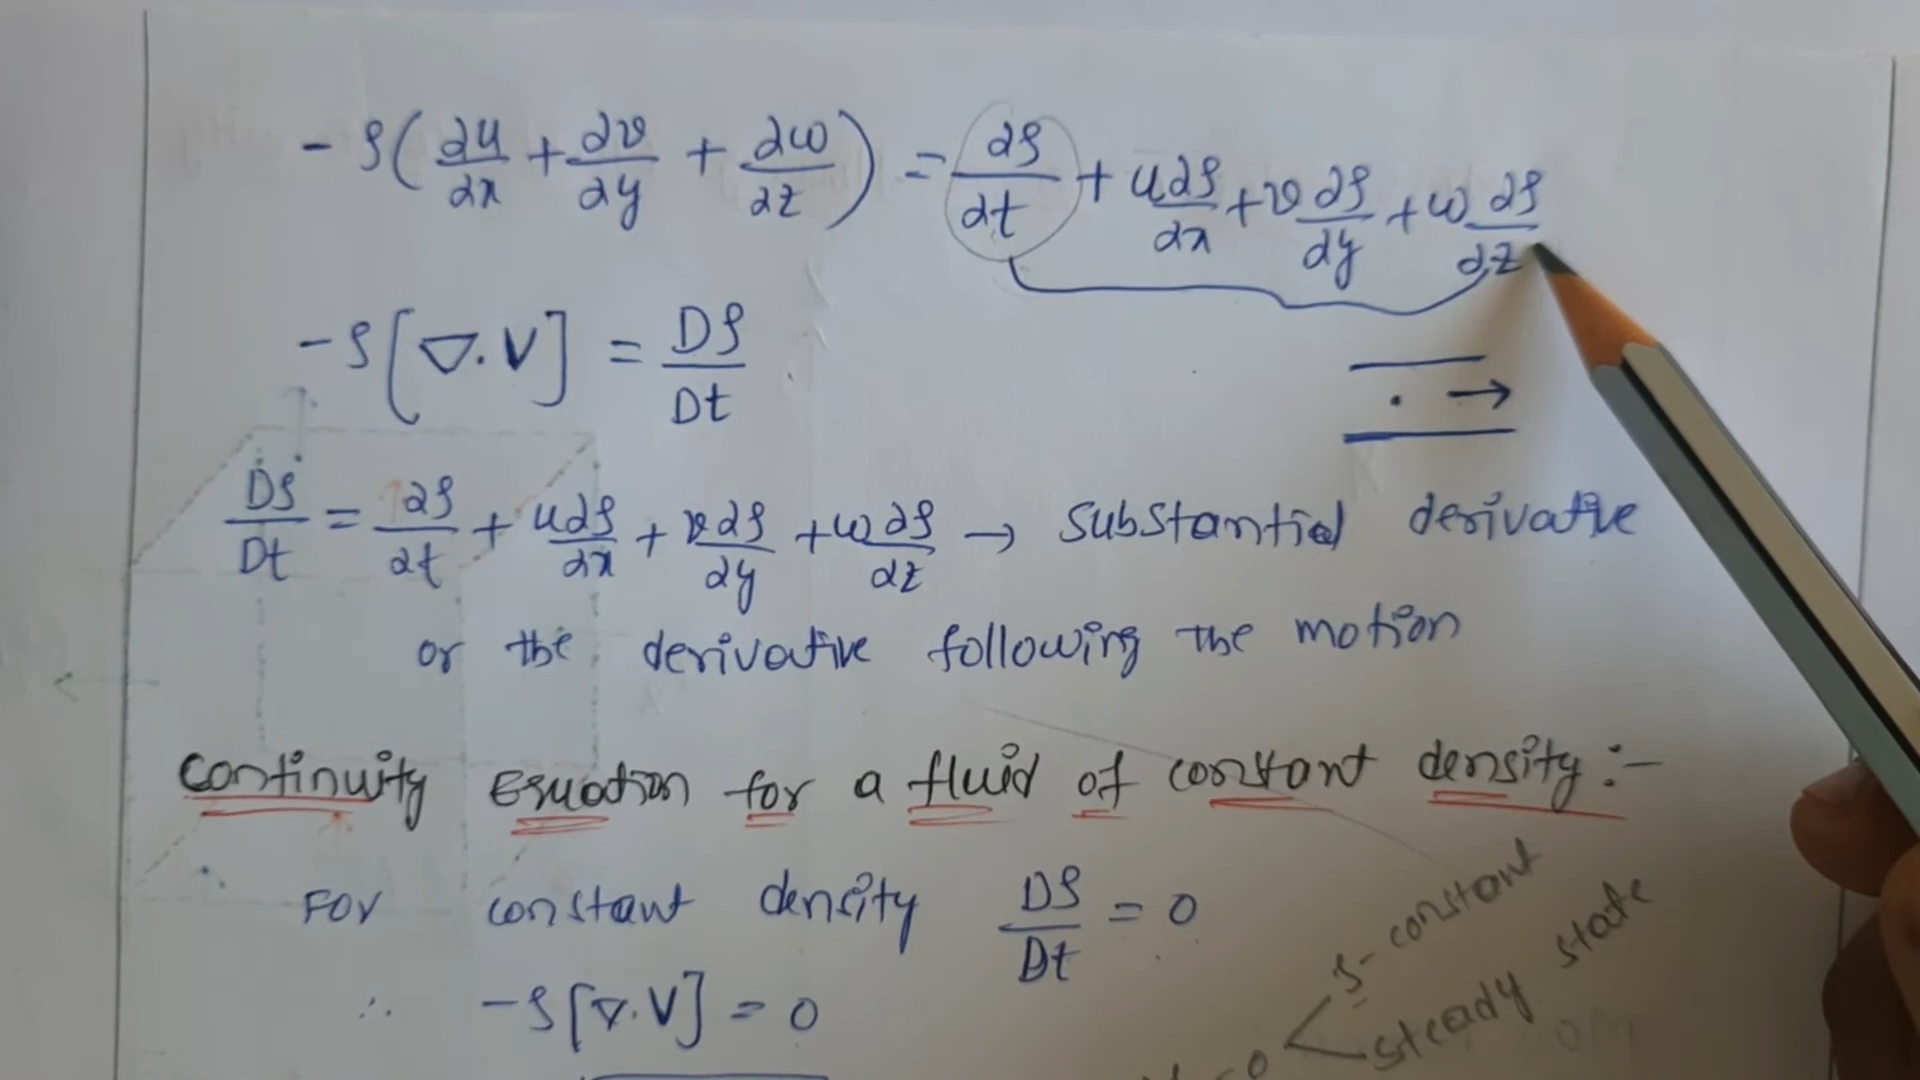 -ρ(∂u/∂x + ∂v/∂y + ∂w/∂z) = ∂ρ/∂t + u∂ρ/∂x + v∂ρ/∂y + w∂ρ/∂z
-ρ[∇.V] = Dρ/Dt
Dρ/Dt = ∂ρ/∂t + u∂ρ/∂x + v∂ρ/∂y + w∂ρ/∂z → substantial derivative
or the derivative following the motion
Continuity Equation for a fluid of constant density :-
For constant density Dρ/Dt = 0
ρ- constant
steady state
∴ -ρ[∇.V] = 0